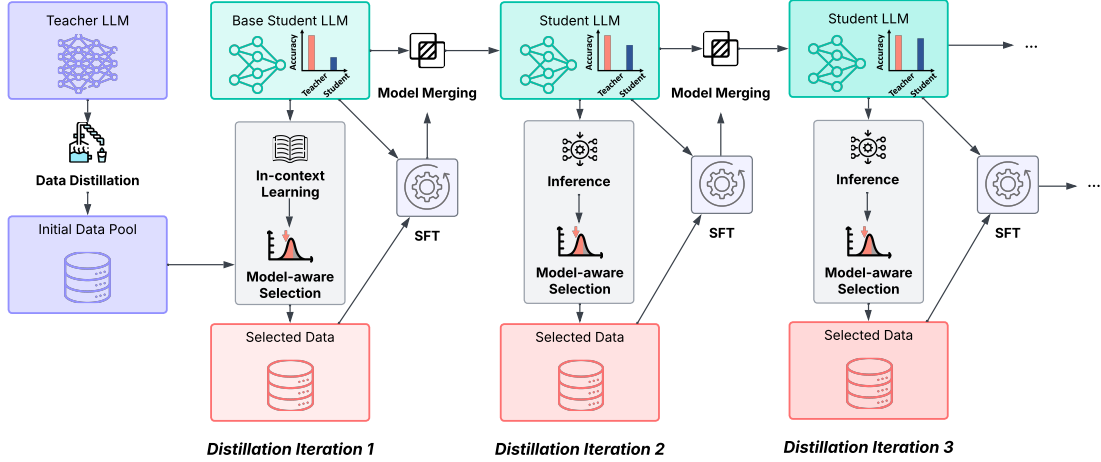 Teacher LLM
Data Distillation
Initial Data Pool
Base Student LLM
Accuracy
Teacher
Student
In-context
Learning
Model-aware
Selection
Selected Data
Distillation Iteration 1
Model Merging
SFT
Student LLM
Accuracy
Teacher
Student
Inference
Model-aware
Selection
Selected Data
Distillation Iteration 2
Model Merging
SFT
Student LLM
Accuracy
Teacher
Student
Inference
Model-aware
Selection
Selected Data
Distillation Iteration 3
SFT
...
...